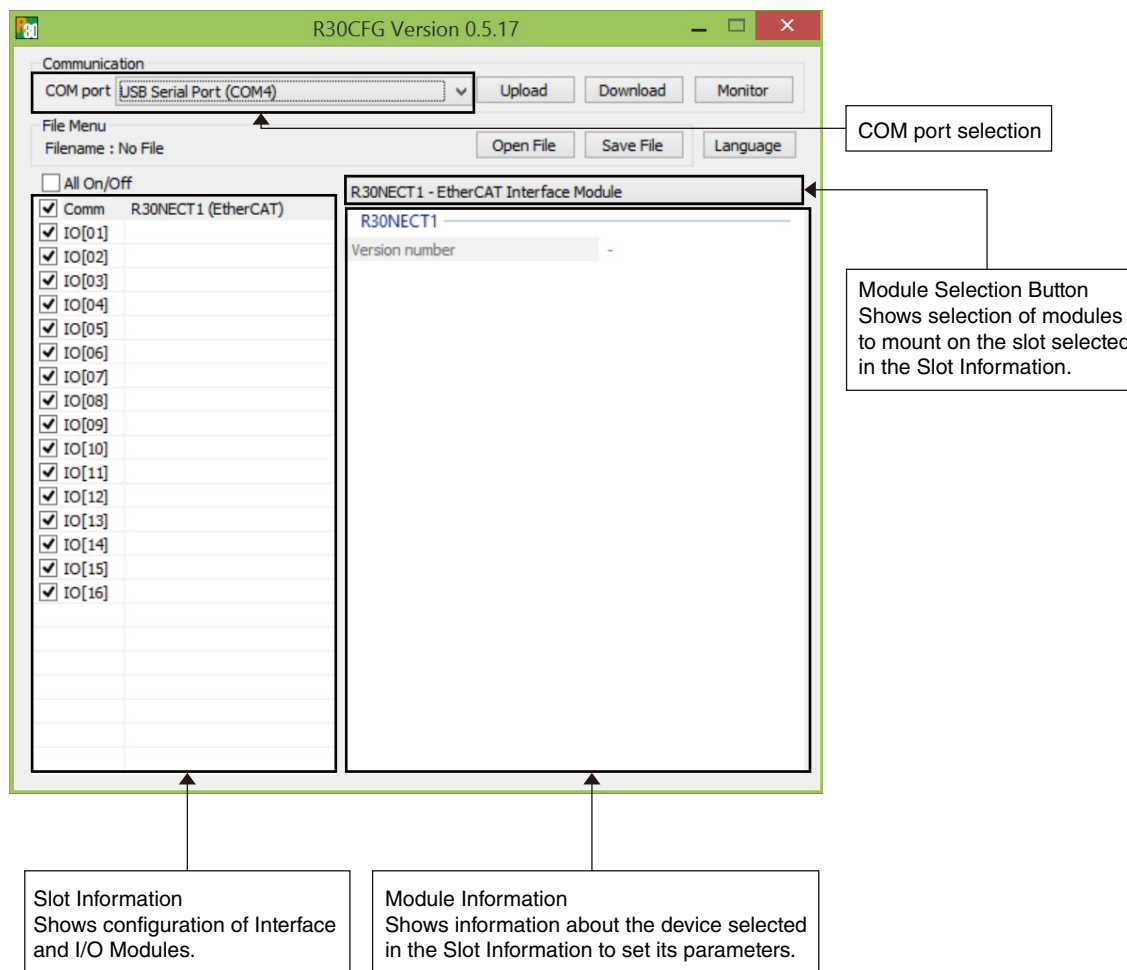 R30
R30CFG Version 0.5.17
Communication
COM port USB Serial Port (COM4) Upload Download Monitor
File Menu
Filename : No File Open File Save File Language
COM port selection
All On/Off
R30NECT1 - EtherCAT Interface Module
Comm R30NECT1 (EtherCAT)
R30NECT1
Version number -
IO[01]
IO[02]
IO[03]
IO[04]
IO[05]
IO[06]
IO[07]
IO[08]
IO[09]
IO[10]
IO[11]
IO[12]
IO[13]
IO[14]
IO[15]
IO[16]
Module Selection Button
Shows selection of modules
to mount on the slot selected
in the Slot Information.
Slot Information
Shows configuration of Interface
and I/O Modules.
Module Information
Shows information about the device selected
in the Slot Information to set its parameters.